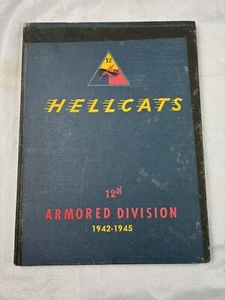 12
HELLCATS
12th
ARMORED DIVISION
1942-1945